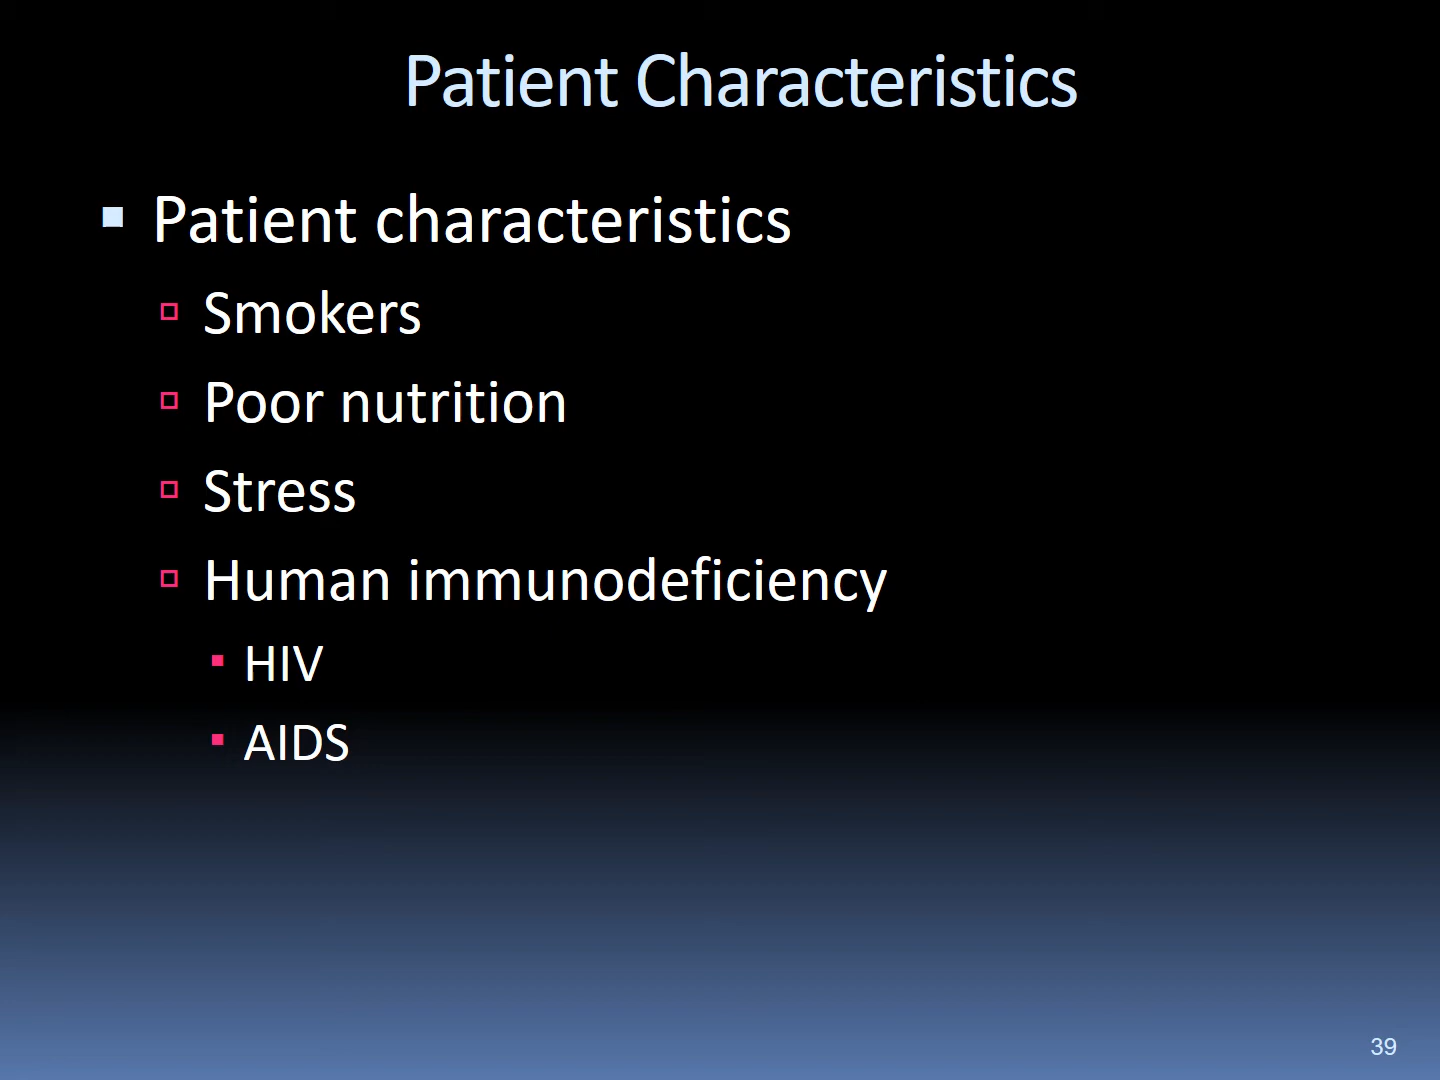 Patient Characteristics
Patient characteristics
Smokers
Poor nutrition
Stress
Human immunodeficiency
HIV
AIDS
39